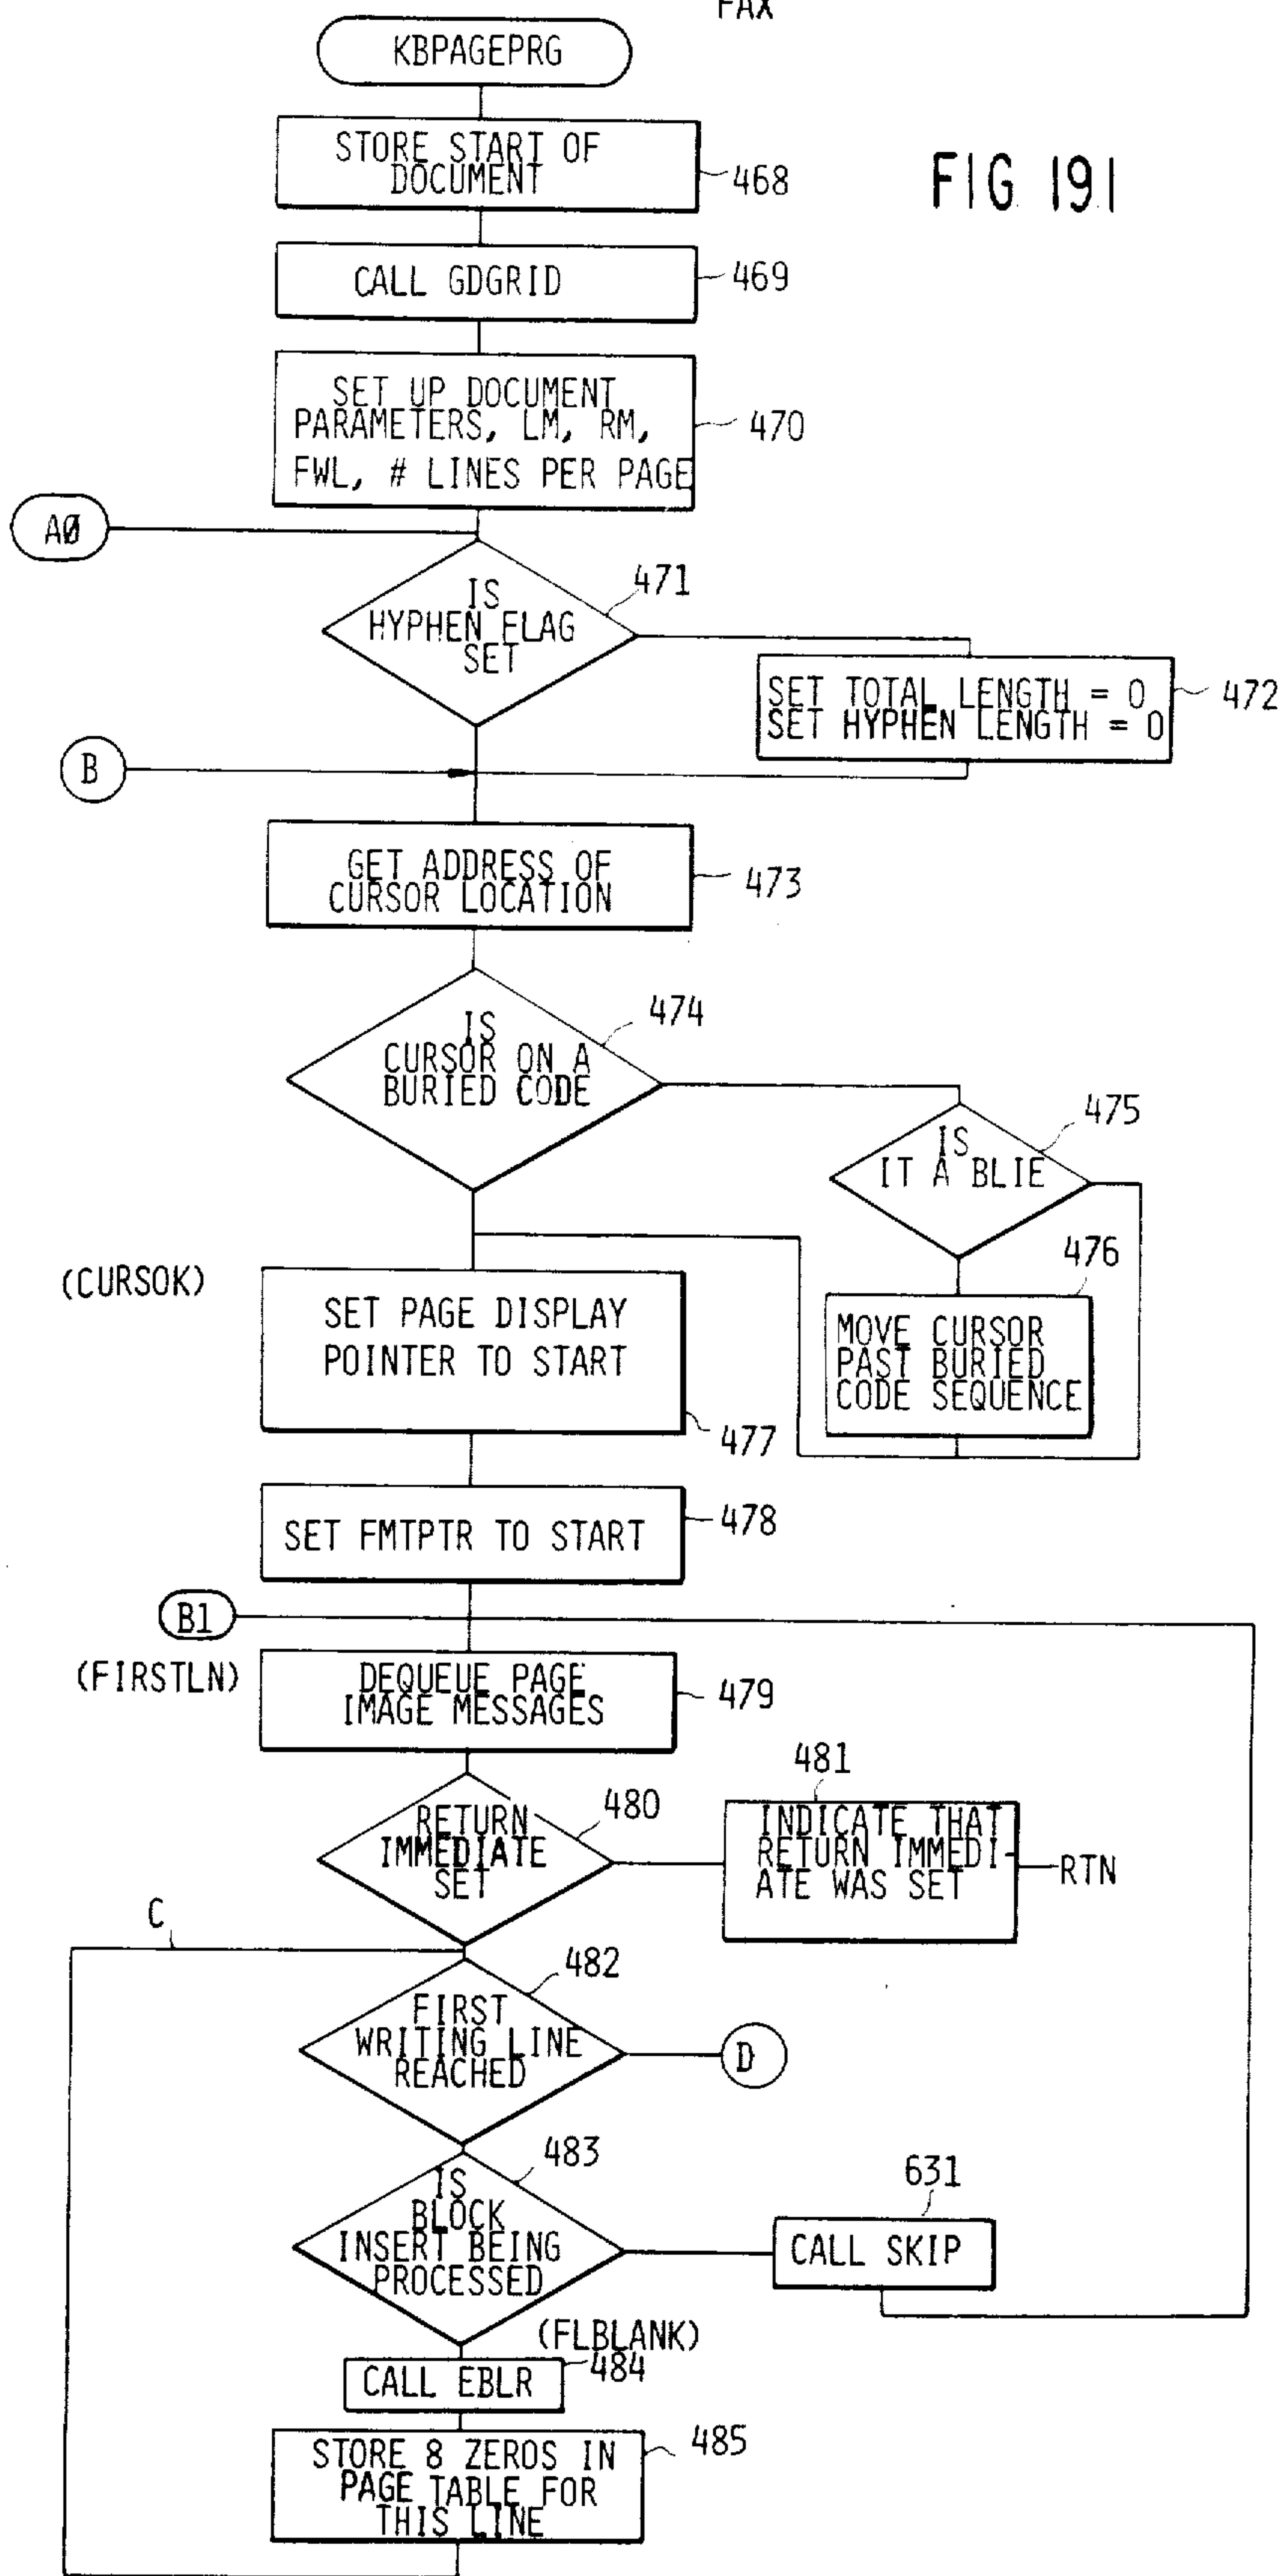 FAX
KBPAGEPRG
STORE START OF
DOCUMENT
468
FIG 191
CALL GDGRID
469
SET UP DOCUMENT
PARAMETERS, LM, RM,
FWL, # LINES PER PAGE
470
AØ
IS
HYPHEN FLAG
SET
471
SET TOTAL LENGTH = 0
SET HYPHEN LENGTH = 0
472
B
GET ADDRESS OF
CURSOR LOCATION
473
IS
CURSOR ON A
BURIED CODE
474
IS
IT A BLIE
475
476
MOVE CURSOR
PAST BURIED
CODE SEQUENCE
(CURSOK)
SET PAGE DISPLAY
POINTER TO START
477
SET FMTPTR TO START
478
B1
(FIRSTLN)
DEQUEUE PAGE
IMAGE MESSAGES
479
RETURN
IMMEDIATE
SET
480
481
INDICATE THAT
RETURN IMMEDI-
ATE WAS SET
RTN
C
FIRST
WRITING LINE
REACHED
482
D
IS
BLOCK
INSERT BEING
PROCESSED
483
631
CALL SKIP
(FLBLANK)
CALL EBLR
484
STORE 8 ZEROS IN
PAGE TABLE FOR
THIS LINE
485